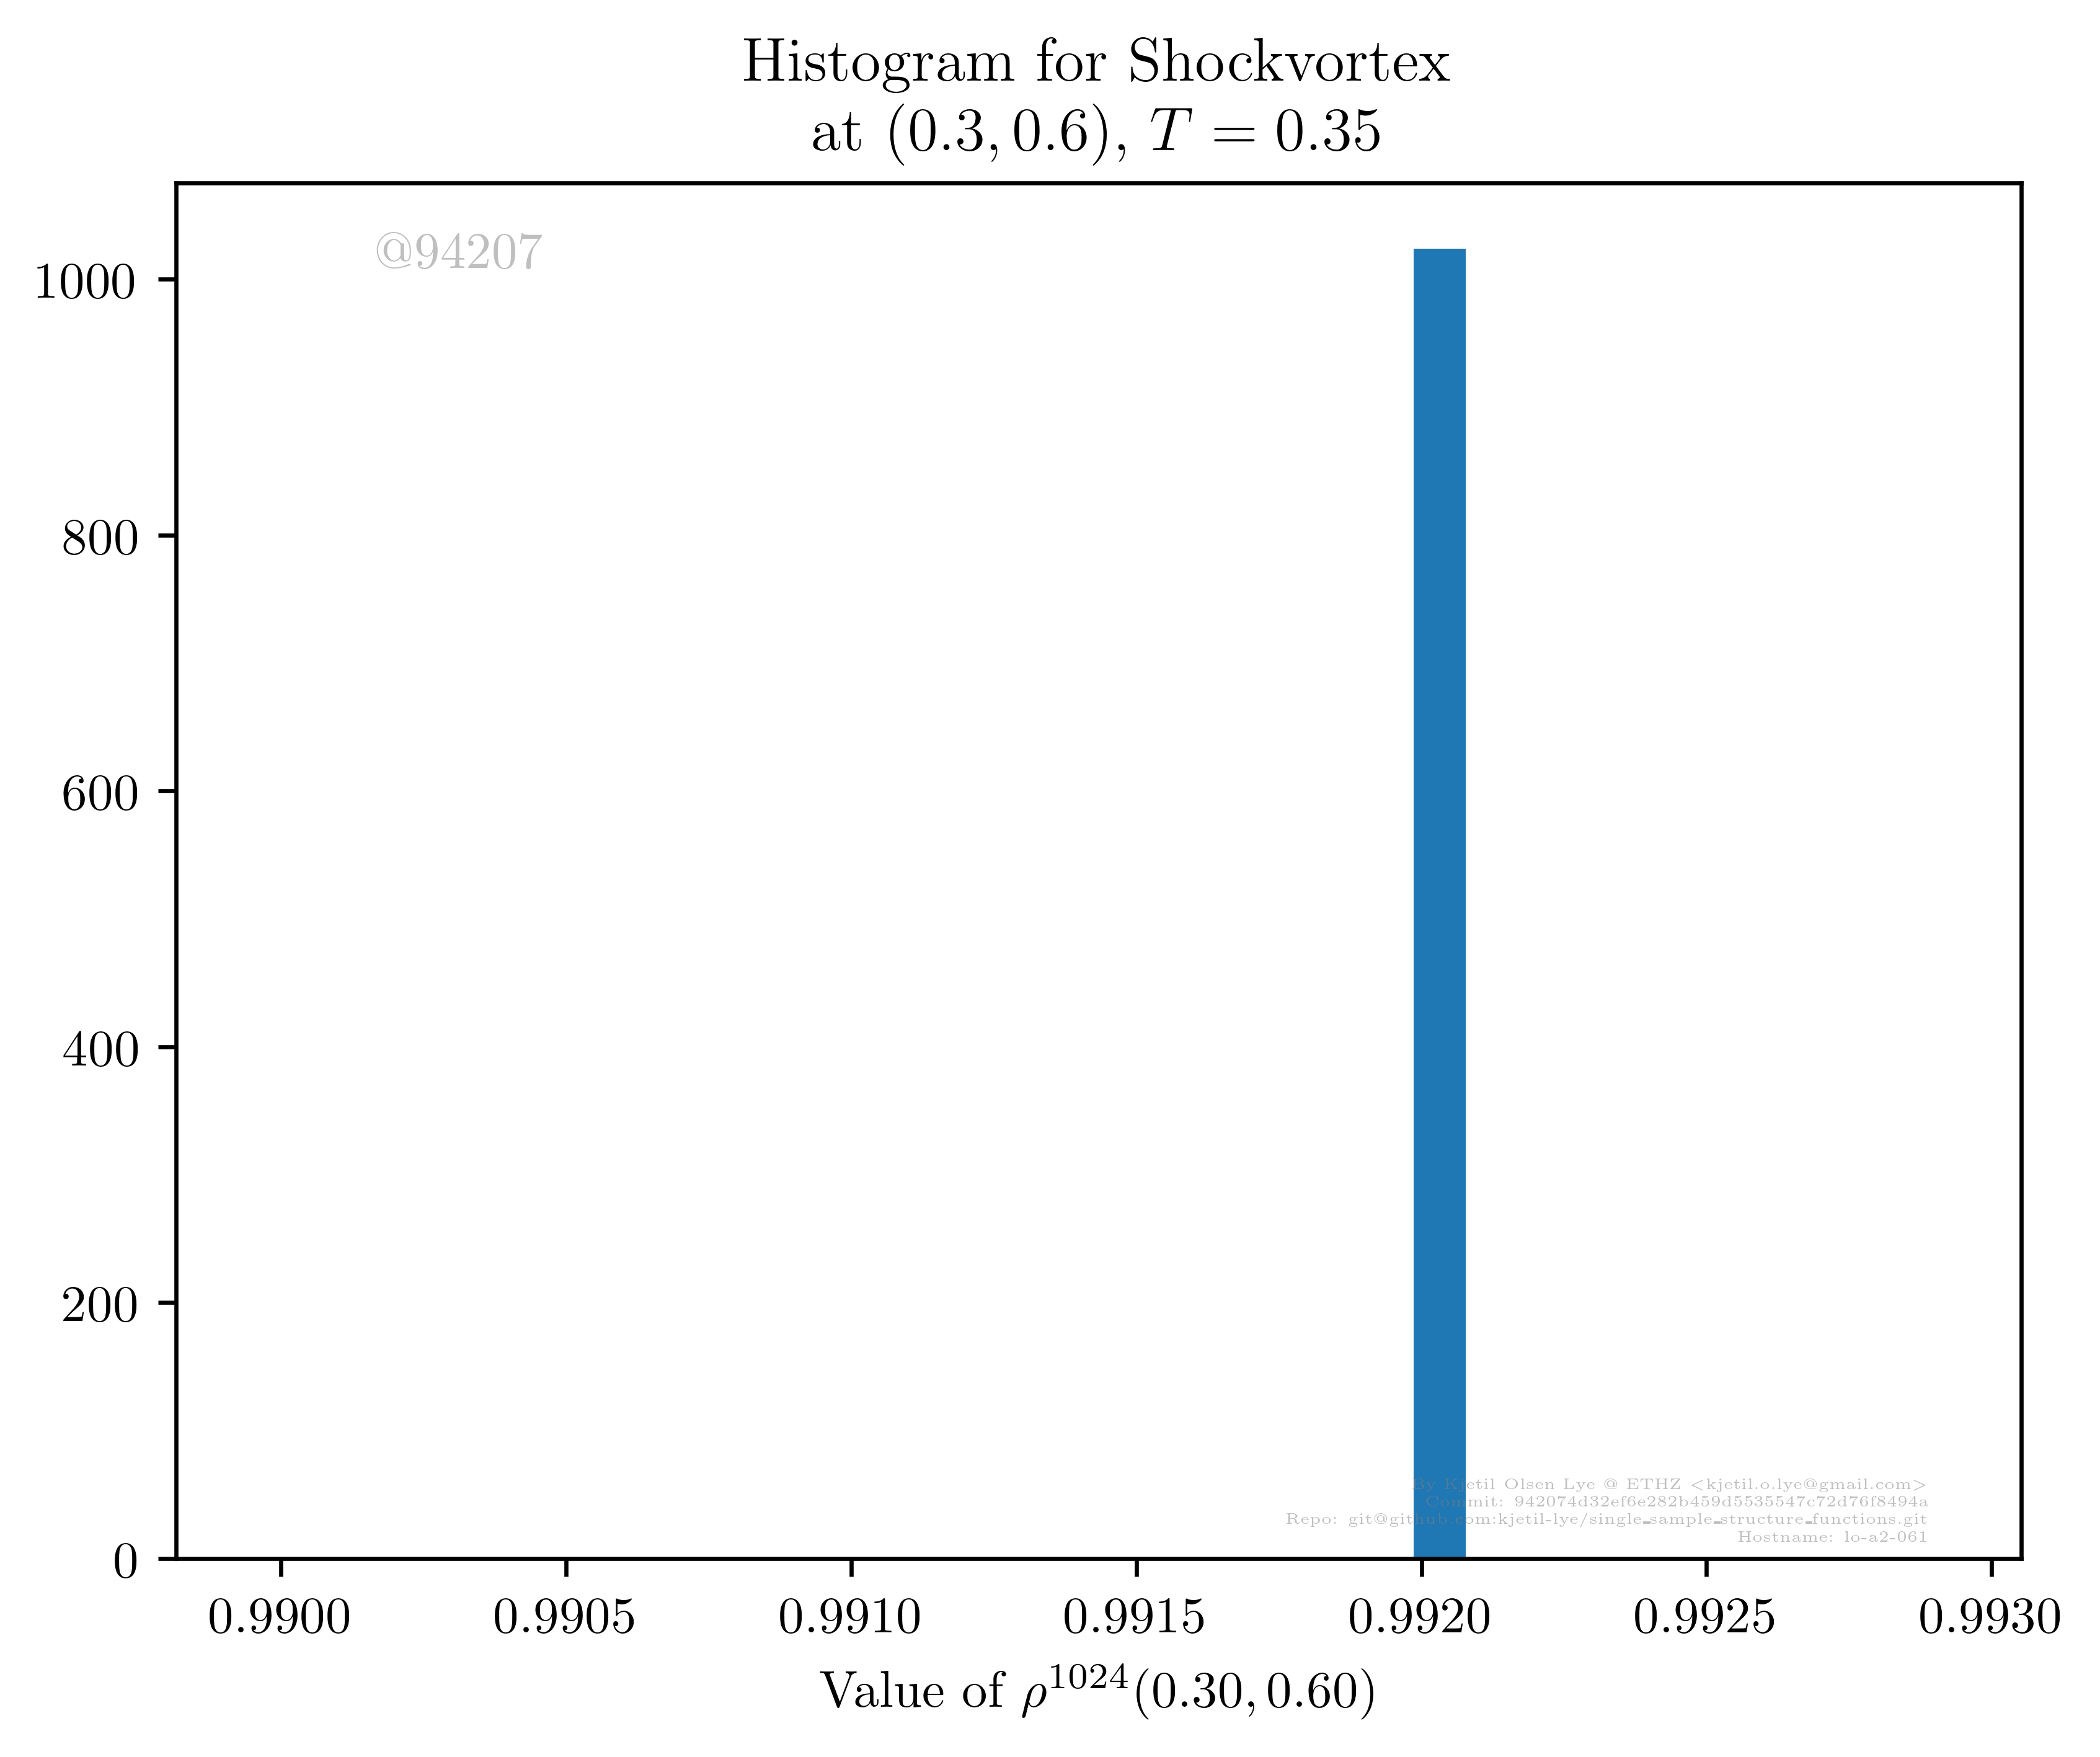 Histogram for Shockvortex
at (0.3, 0.6), T = 0.35
@94207
1000
800
600
400
200
0
By Kjetil Olsen Lye @ ETHZ <kjetil.o.lye@gmail.com>
Commit: 942074d32ef6e282b459d5535547c72d76f8494a
Repo: git@github.com:kjetil-lye/single_sample_structure_functions.git
Hostname: lo-a2-061
0.9900 0.9905 0.9910 0.9915 0.9920 0.9925 0.9930
Value of ρ^1024(0.30, 0.60)